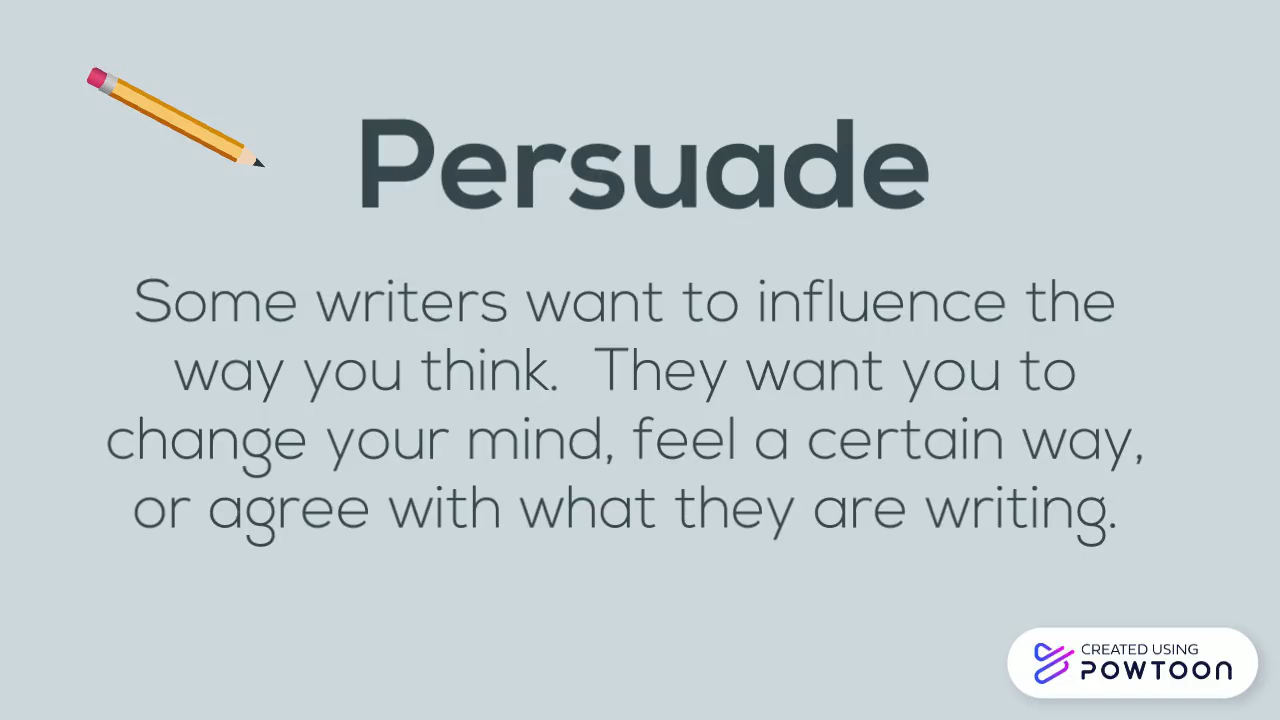 Persuade
Some writers want to influence the
way you think.  They want you to
change your mind, feel a certain way,
or agree with what they are writing.
CREATED USING
POWTOON